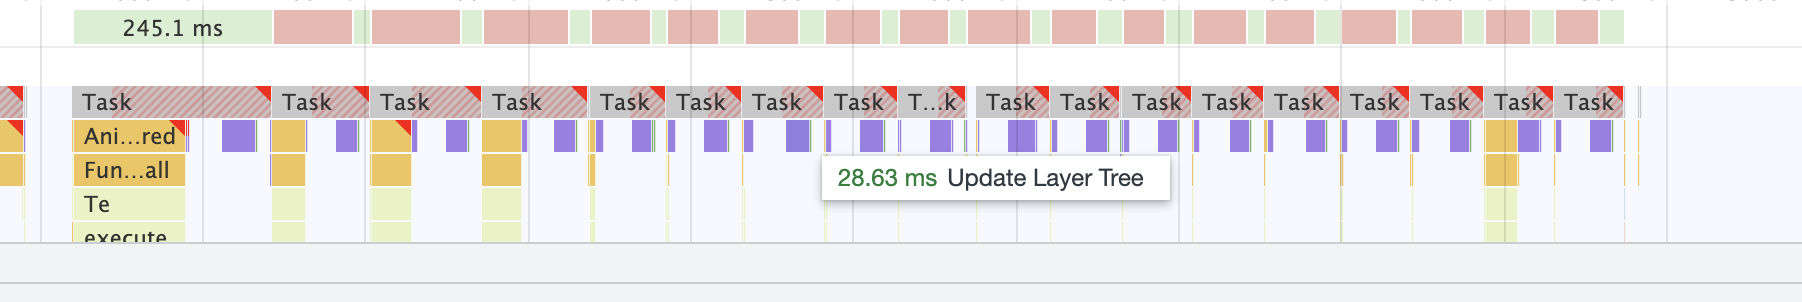 245.1 ms
Task Task Task Task Task Task Task Task T...k Task Task Task Task Task Task Task Task Task
Ani...red
Fun...all
28.63 ms Update Layer Tree
Te
execute